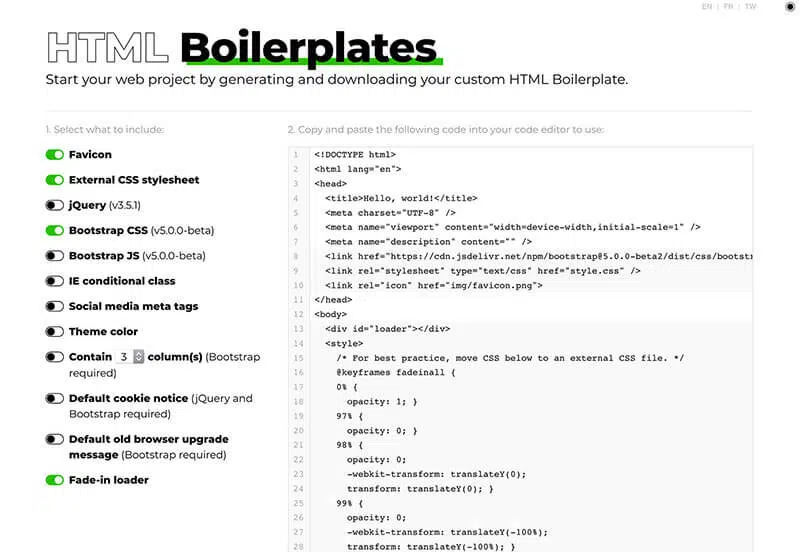 EN | FR | TW
HTML Boilerplates
Start your web project by generating and downloading your custom HTML Boilerplate.
1. Select what to include:
Favicon
External CSS stylesheet
jQuery (v3.5.1)
Bootstrap CSS (v5.0.0-beta)
Bootstrap JS (v5.0.0-beta)
IE conditional class
Social media meta tags
Theme color
Contain 3 column(s) (Bootstrap
required)
Default cookie notice (jQuery and
Bootstrap required)
Default old browser upgrade
message (Bootstrap required)
Fade-in loader
2. Copy and paste the following code into your code editor to use:
1 <!DOCTYPE html>
2 <html lang="en">
3 <head>
4 <title>Hello, world!</title>
5 <meta charset="UTF-8" />
6 <meta name="viewport" content="width=device-width,initial-scale=1" />
7 <meta name="description" content="" />
8 <link href="https://cdn.jsdelivr.net/npm/bootstrap@5.0.0-beta2/dist/css/bootst
9 <link rel="stylesheet" type="text/css" href="style.css" />
10 <link rel="icon" href="img/favicon.png">
11 </head>
12 <body>
13 <div id="loader"></div>
14 <style>
15 /* For best practice, move CSS below to an external CSS file. */
16 @keyframes fadeinall {
17 0% {
18 opacity: 1; }
19 97% {
20 opacity: 0; }
21 98% {
22 opacity: 0;
23 -webkit-transform: translateY(0);
24 transform: translateY(0); }
25 99% {
26 opacity: 0;
27 -webkit-transform: translateY(-100%);
28 transform: translateY(-100%); }